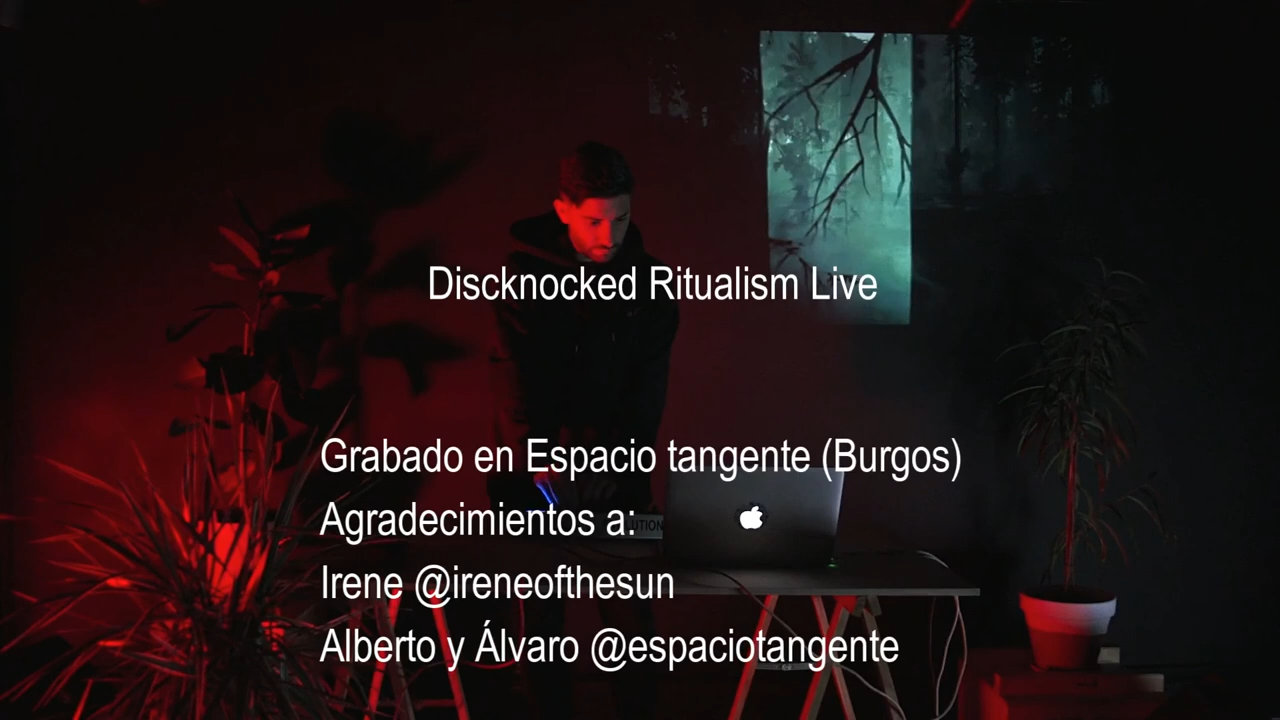 Discknocked Ritualism Live
Grabado en Espacio tangente (Burgos)
Agradecimientos a:
Irene @ireneofthesun
Alberto y Álvaro @espaciotangente